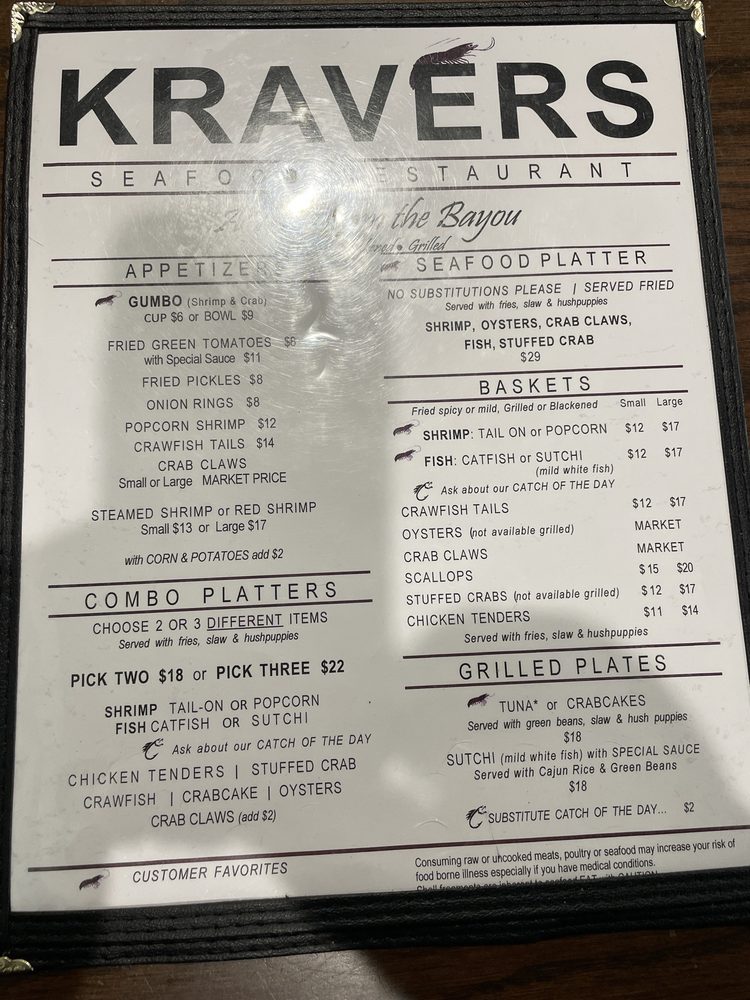 KRAVERS
SEAFOOD RESTAURANT
the Bayou
Grilled
APPETIZERS
GUMBO (Shrimp & Crab)
CUP $6 or BOWL $9
FRIED GREEN TOMATOES $6
with Special Sauce $11
FRIED PICKLES $8
ONION RINGS $8
POPCORN SHRIMP $12
CRAWFISH TAILS $14
CRAB CLAWS
Small or Large MARKET PRICE
STEAMED SHRIMP or RED SHRIMP
Small $13 or Large $17
with CORN & POTATOES add $2
COMBO PLATTERS
CHOOSE 2 OR 3 DIFFERENT ITEMS
Served with fries, slaw & hushpuppies
PICK TWO $18 or PICK THREE $22
SHRIMP TAIL-ON OR POPCORN
FISH CATFISH OR SUTCHI
Ask about our CATCH OF THE DAY
CHICKEN TENDERS | STUFFED CRAB
CRAWFISH | CRABCAKE | OYSTERS
CRAB CLAWS (add $2)
CUSTOMER FAVORITES
SEAFOOD PLATTER
NO SUBSTITUTIONS PLEASE | SERVED FRIED
Served with fries, slaw & hushpuppies
SHRIMP, OYSTERS, CRAB CLAWS,
FISH, STUFFED CRAB
$29
BASKETS
Fried spicy or mild, Grilled or Blackened Small Large
SHRIMP: TAIL ON or POPCORN $12 $17
FISH: CATFISH or SUTCHI $12 $17
(mild white fish)
Ask about our CATCH OF THE DAY
CRAWFISH TAILS $12 $17
OYSTERS (not available grilled) MARKET
CRAB CLAWS MARKET
SCALLOPS $15 $20
STUFFED CRABS (not available grilled) $12 $17
CHICKEN TENDERS $11 $14
Served with fries, slaw & hushpuppies
GRILLED PLATES
TUNA* or CRABCAKES
Served with green beans, slaw & hush puppies
$18
SUTCHI (mild white fish) with SPECIAL SAUCE
Served with Cajun Rice & Green Beans
$18
SUBSTITUTE CATCH OF THE DAY... $2
Consuming raw or uncooked meats, poultry or seafood may increase your risk of
food borne illness especially if you have medical conditions.